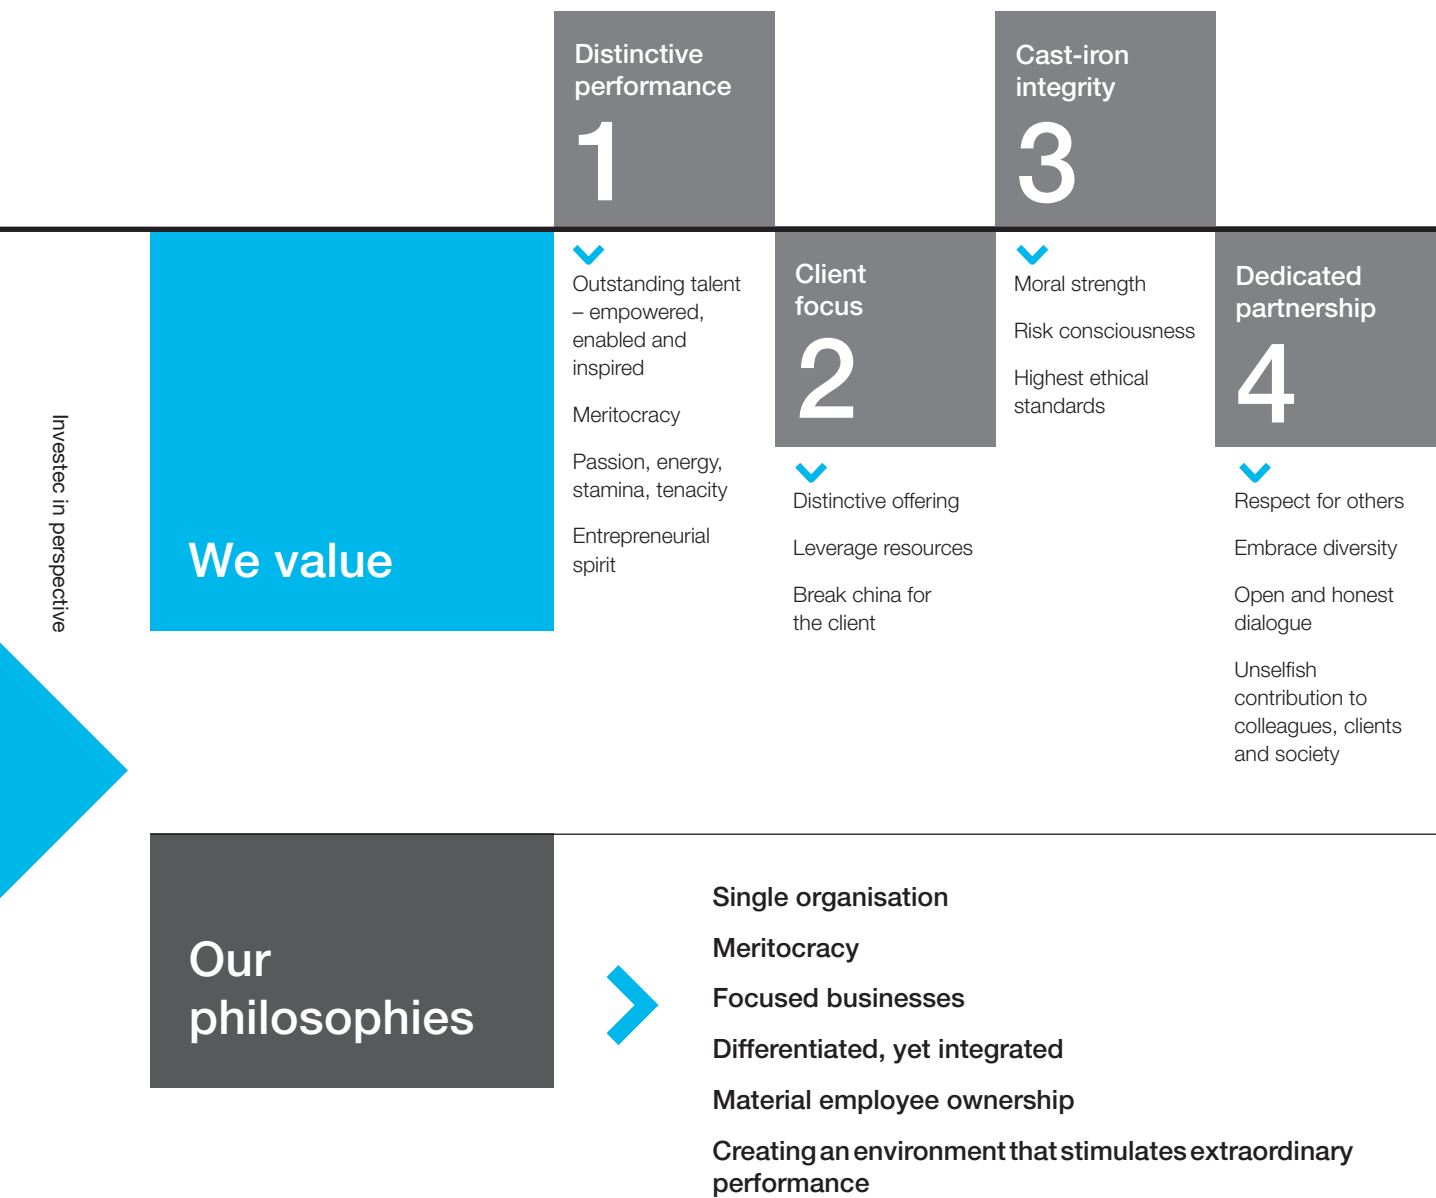 Investec in perspective
We value
Distinctive
performance
1
Outstanding talent
– empowered,
enabled and
inspired
Meritocracy
Passion, energy,
stamina, tenacity
Entrepreneurial
spirit
Client
focus
2
Distinctive offering
Leverage resources
Break china for
the client
Cast-iron
integrity
3
Moral strength
Risk consciousness
Highest ethical
standards
Dedicated
partnership
4
Respect for others
Embrace diversity
Open and honest
dialogue
Unselfish
contribution to
colleagues, clients
and society
Our
philosophies
Single organisation
Meritocracy
Focused businesses
Differentiated, yet integrated
Material employee ownership
Creating an environment that stimulates extraordinary
performance